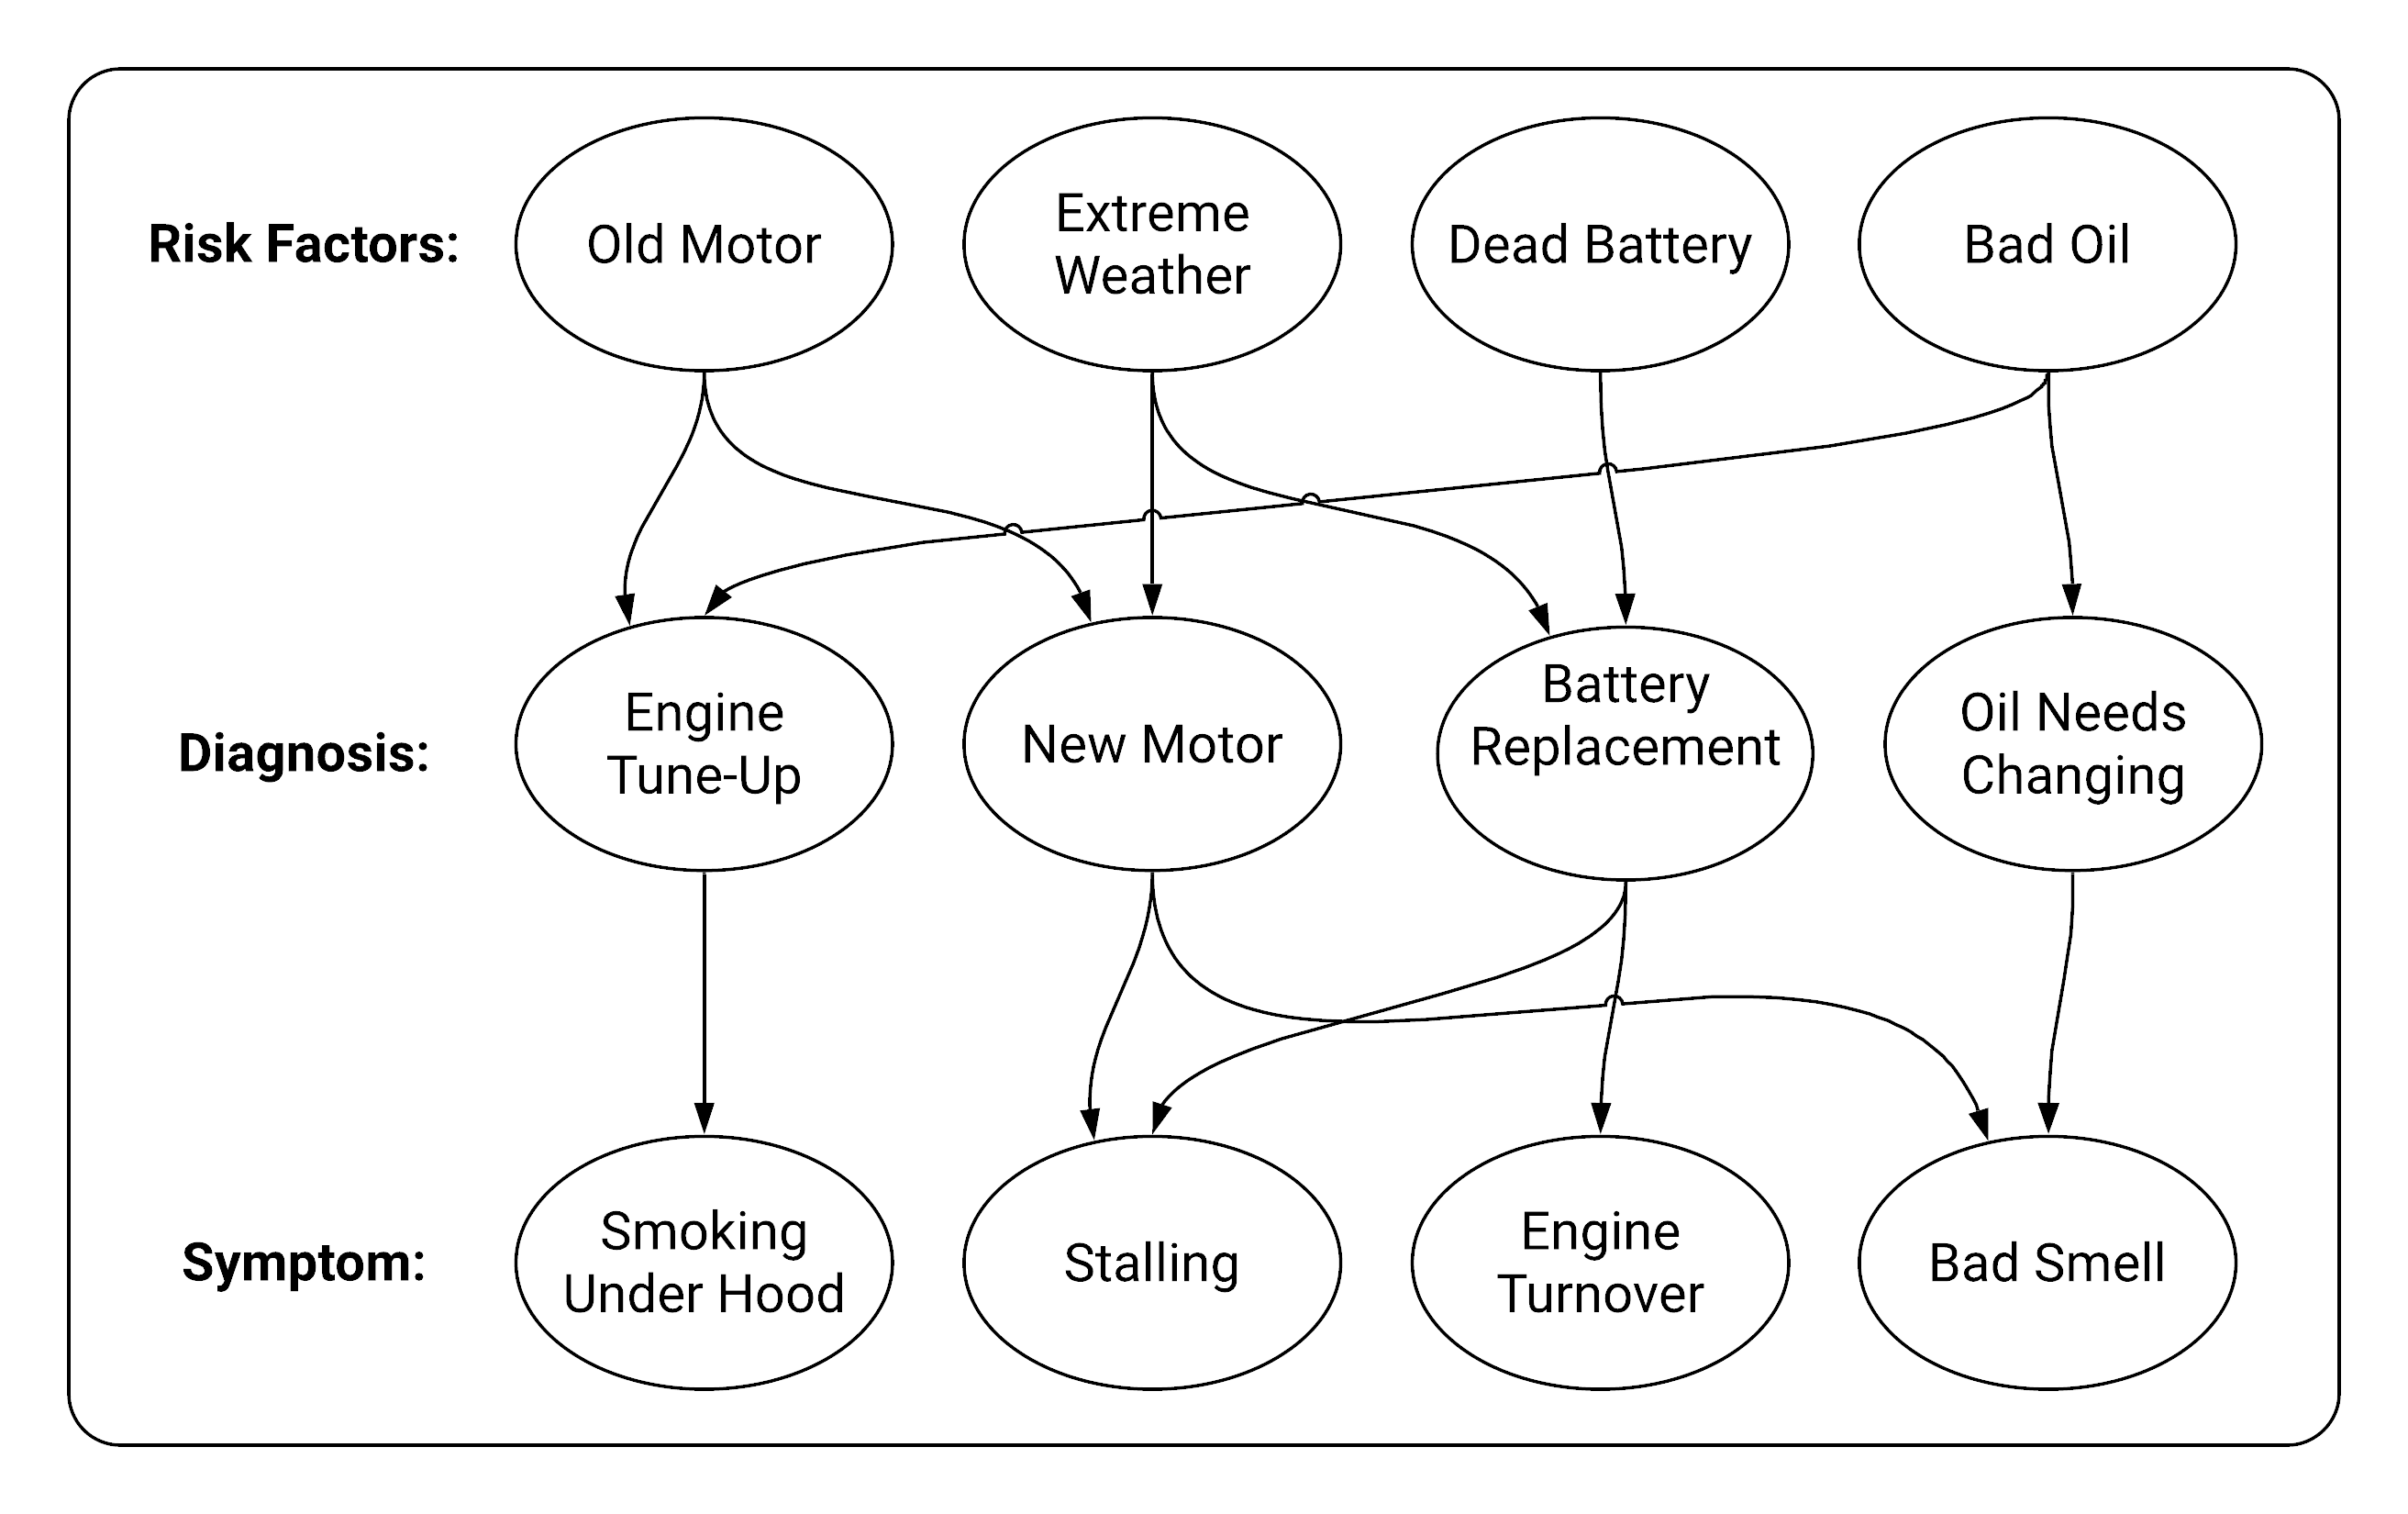 Risk Factors:
Old Motor
Extreme
Weather
Dead Battery
Bad Oil
Diagnosis:
Engine
Tune-Up
New Motor
Battery
Replacement
Oil Needs
Changing
Symptom:
Smoking
Under Hood
Stalling
Engine
Turnover
Bad Smell